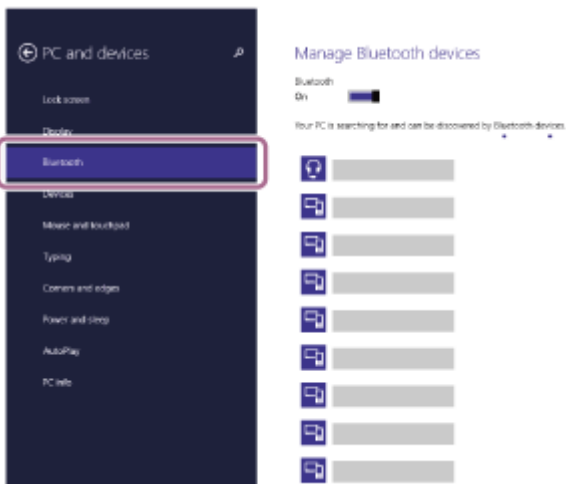 PC and devices
Lock screen
Display
Bluetooth
Devices
Mouse and touchpad
Typing
Corners and edges
Power and sleep
AutoPlay
PC info
Manage Bluetooth devices
Bluetooth
On
Your PC is searching for and can be discovered by Bluetooth devices.